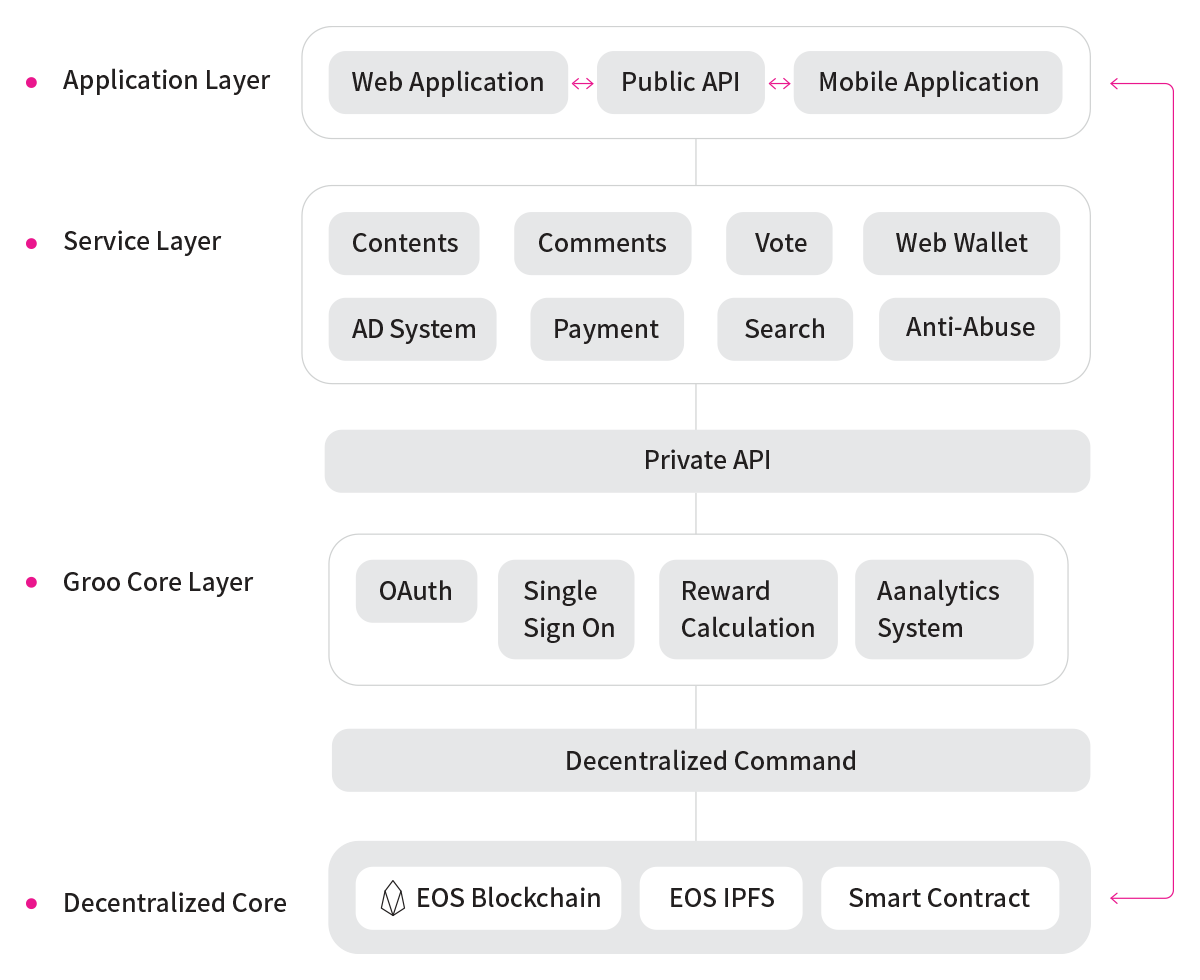 Application Layer
Web Application
Public API
Mobile Application
Service Layer
Contents
Comments
Vote
Web Wallet
AD System
Payment
Search
Anti-Abuse
Private API
Groo Core Layer
OAuth
Single
Sign On
Reward
Calculation
Aanalytics
System
Decentralized Command
Decentralized Core
EOS Blockchain
EOS IPFS
Smart Contract